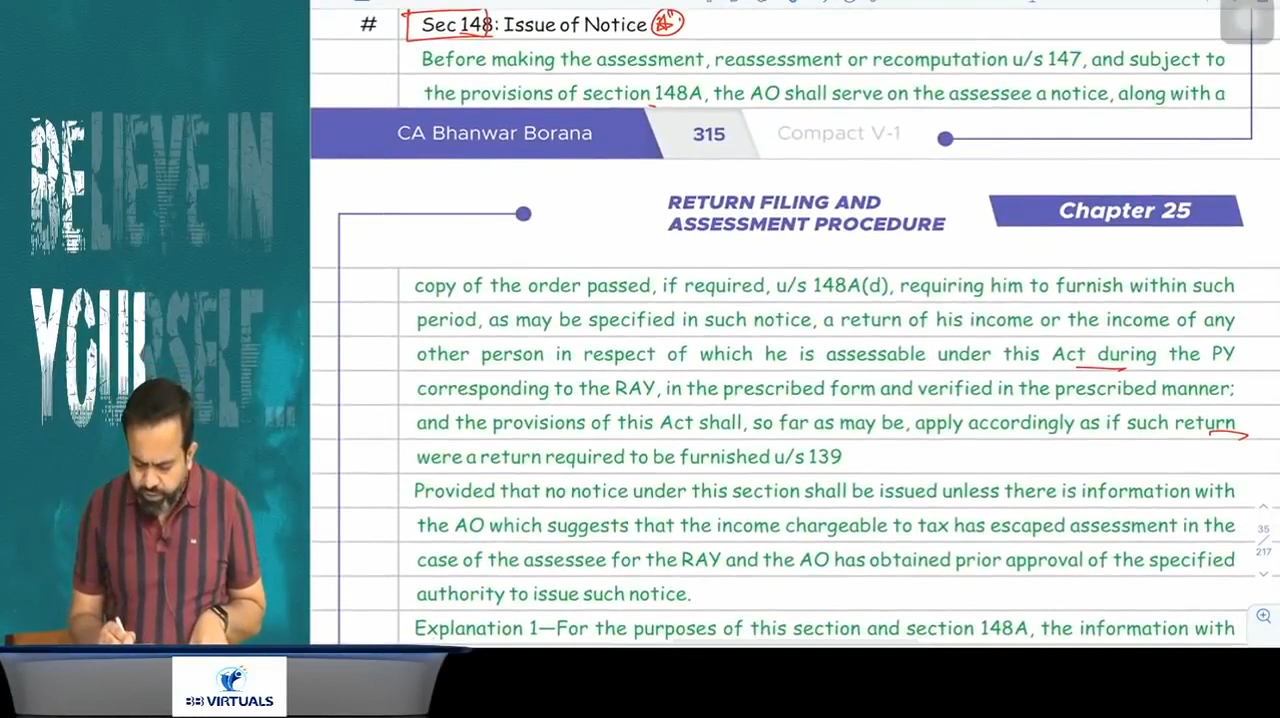 # Sec 148: Issue of Notice
Before making the assessment, reassessment or recomputation u/s 147, and subject to
the provisions of section 148A, the AO shall serve on the assessee a notice, along with a
CA Bhanwar Borana 315 Compact V-1
RETURN FILING AND
ASSESSMENT PROCEDURE
Chapter 25
copy of the order passed, if required, u/s 148A(d), requiring him to furnish within such
period, as may be specified in such notice, a return of his income or the income of any
other person in respect of which he is assessable under this Act during the PY
corresponding to the RAY, in the prescribed form and verified in the prescribed manner;
and the provisions of this Act shall, so far as may be, apply accordingly as if such return
were a return required to be furnished u/s 139
Provided that no notice under this section shall be issued unless there is information with
the AO which suggests that the income chargeable to tax has escaped assessment in the
case of the assessee for the RAY and the AO has obtained prior approval of the specified
authority to issue such notice.
Explanation 1—For the purposes of this section and section 148A, the information with
35
217
BELIEVE IN
YOURSELF...
BB VIRTUALS